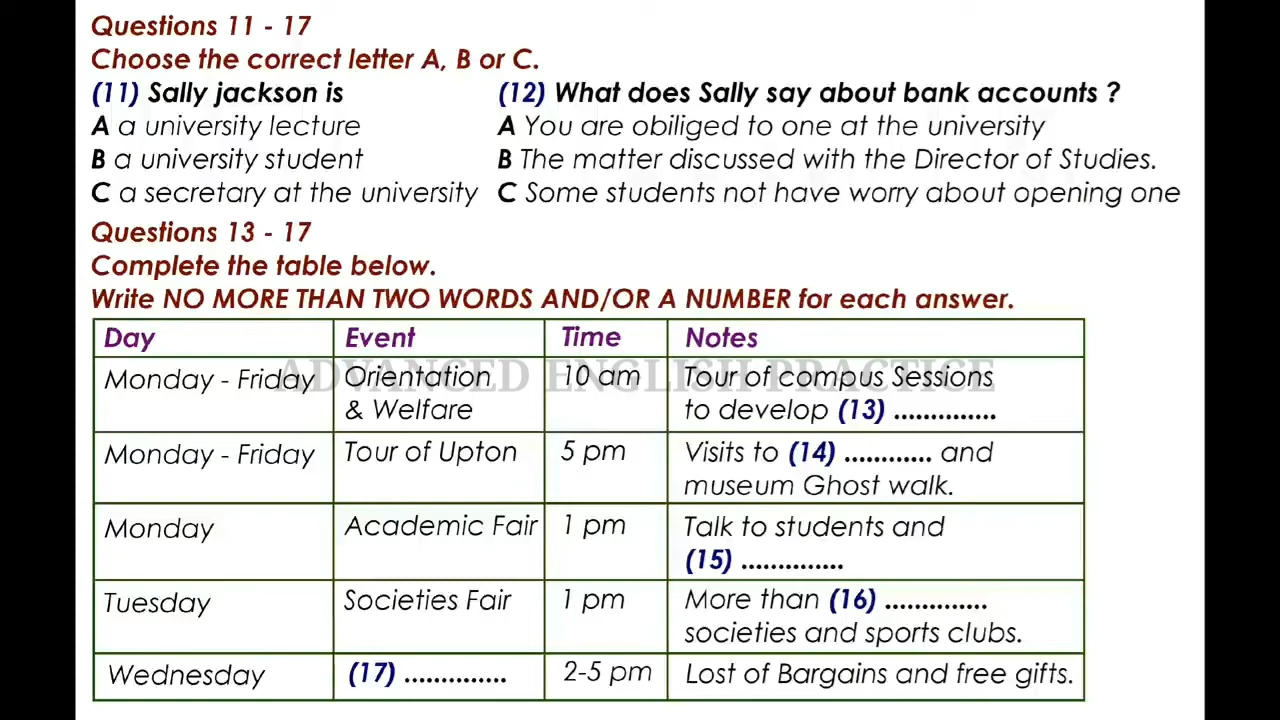 Questions 11 - 17
Choose the correct letter A, B or C.
(11) Sally jackson is
A a university lecture
B a university student
C a secretary at the university
(12) What does Sally say about bank accounts ?
A You are obiliged to one at the university
B The matter discussed with the Director of Studies.
C Some students not have worry about opening one
Questions 13 - 17
Complete the table below.
Write NO MORE THAN TWO WORDS AND/OR A NUMBER for each answer.
Day Event Time Notes
Monday - Friday Orientation & Welfare 10 am Tour of compus Sessions
to develop (13) ..............
Monday - Friday Tour of Upton 5 pm Visits to (14) ............ and
museum Ghost walk.
Monday Academic Fair 1 pm Talk to students and
(15) ..............
Tuesday Societies Fair 1 pm More than (16) ..............
societies and sports clubs.
Wednesday (17) .............. 2-5 pm Lost of Bargains and free gifts.
ADVANCED ENGLISH PRACTICE